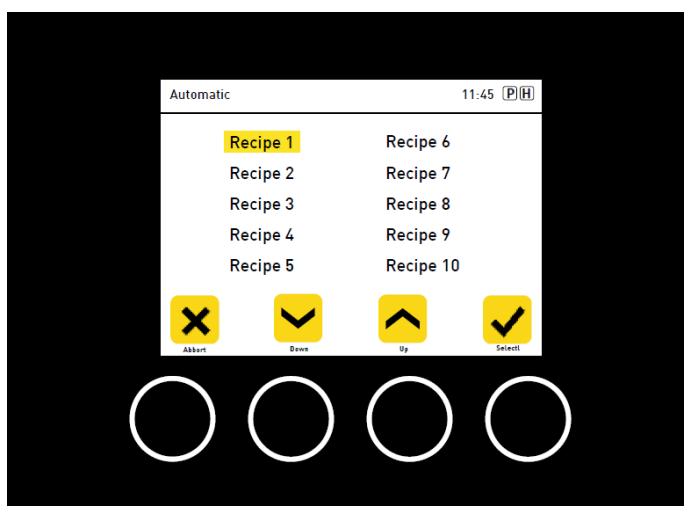 Automatic 11:45 P H
Recipe 1 Recipe 6
Recipe 2 Recipe 7
Recipe 3 Recipe 8
Recipe 4 Recipe 9
Recipe 5 Recipe 10
Abbort Down Up Selectl